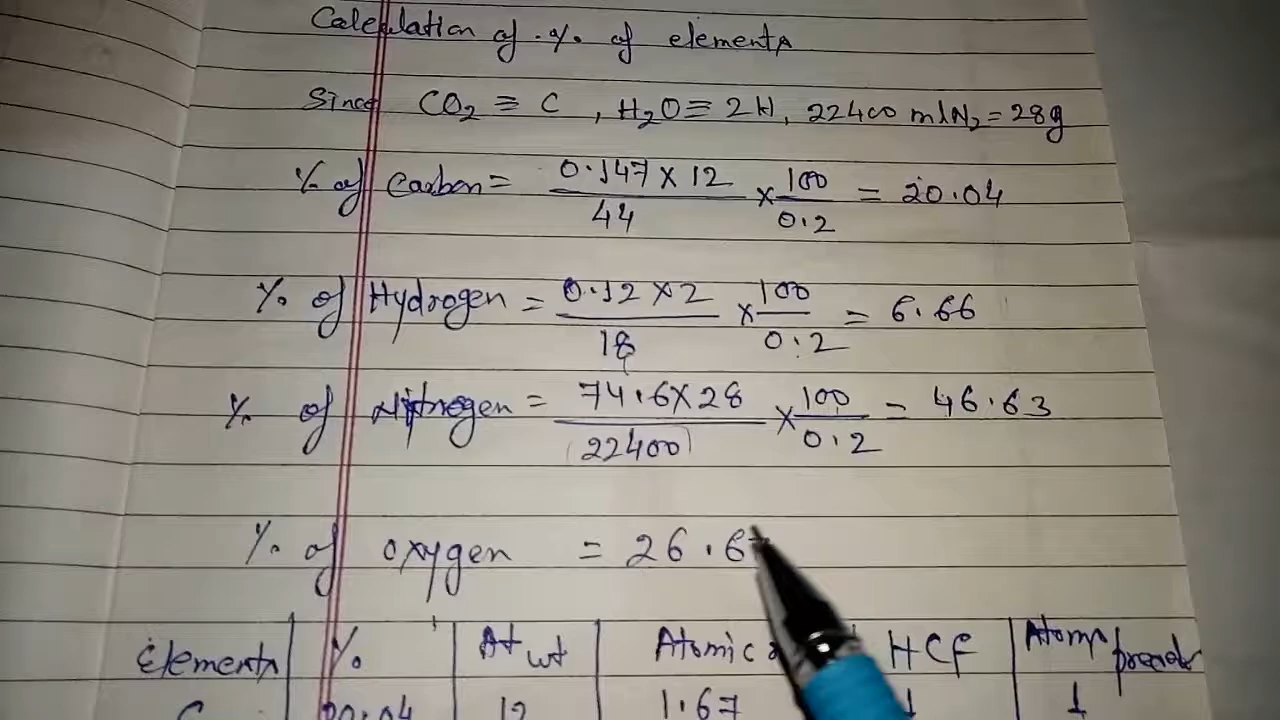 Calculation of .%. of elements
Since CO₂ ≡ C , H₂O ≡ 2H, 22400 ml N₂ = 28g
% of Carbon = 0.147 × 12 / 44 × 100 / 0.2 = 20.04
%. of Hydrogen = 0.12 × 2 / 18 × 100 / 0.2 = 6.66
%. of Nitrogen = 74.6 × 28 / 22400 × 100 / 0.2 = 46.63
%. of oxygen = 26.6
Elements %. At wt Atomic HCF Atoms
C 20.04 12 1.67 1 1